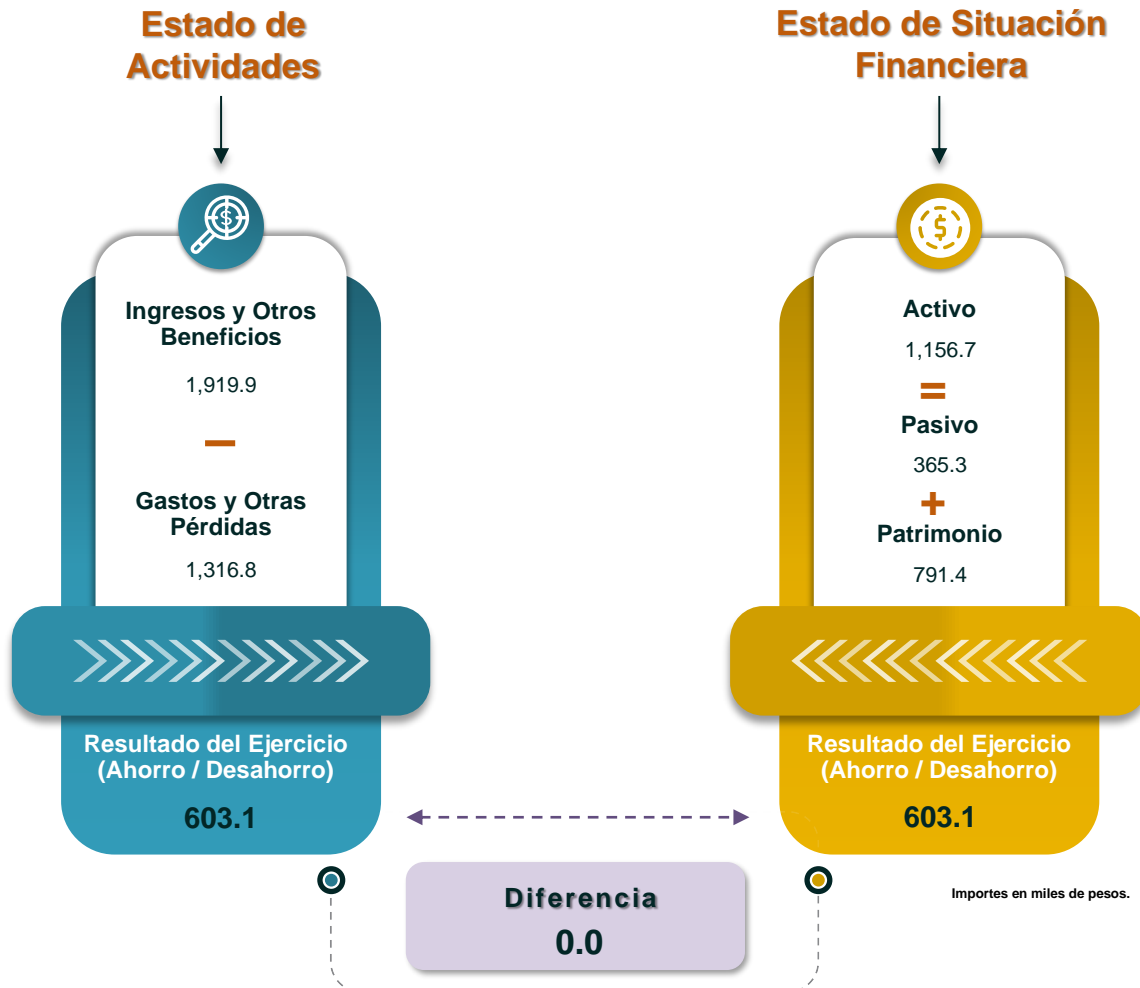 Estado de
Actividades
Ingresos y Otros
Beneficios
1,919.9
−
Gastos y Otras
Pérdidas
1,316.8
Resultado del Ejercicio
(Ahorro / Desahorro)
603.1
Estado de Situación
Financiera
$
Activo
1,156.7
=
Pasivo
365.3
+
Patrimonio
791.4
Resultado del Ejercicio
(Ahorro / Desahorro)
603.1
Diferencia
0.0
Importes en miles de pesos.